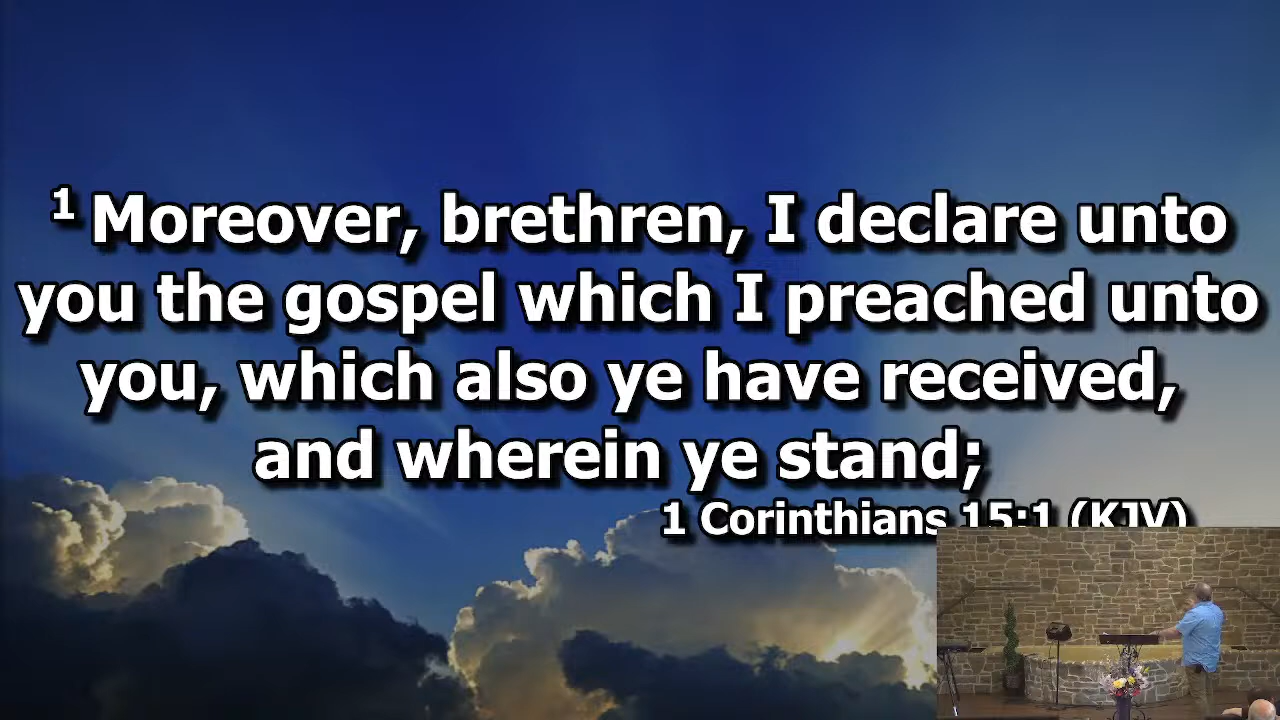 1 Moreover, brethren, I declare unto
you the gospel which I preached unto
you, which also ye have received,
and wherein ye stand;
1 Corinthians 15:1 (KJV)